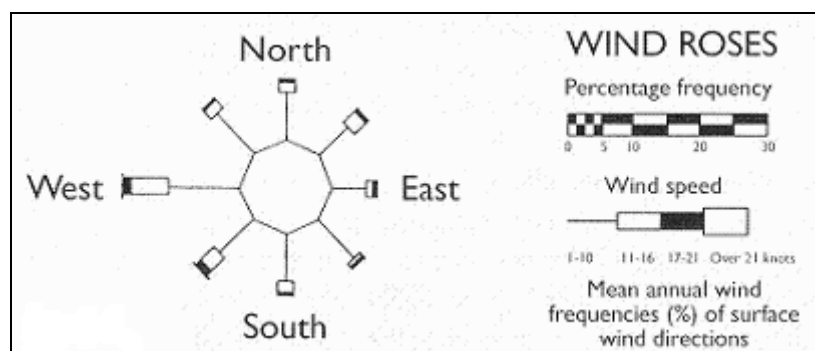 North
West
East
South
WIND ROSES
Percentage frequency
0 5 10 20 30
Wind speed
1-10 11-16 17-21 Over 21 knots
Mean annual wind
frequencies (%) of surface
wind directions